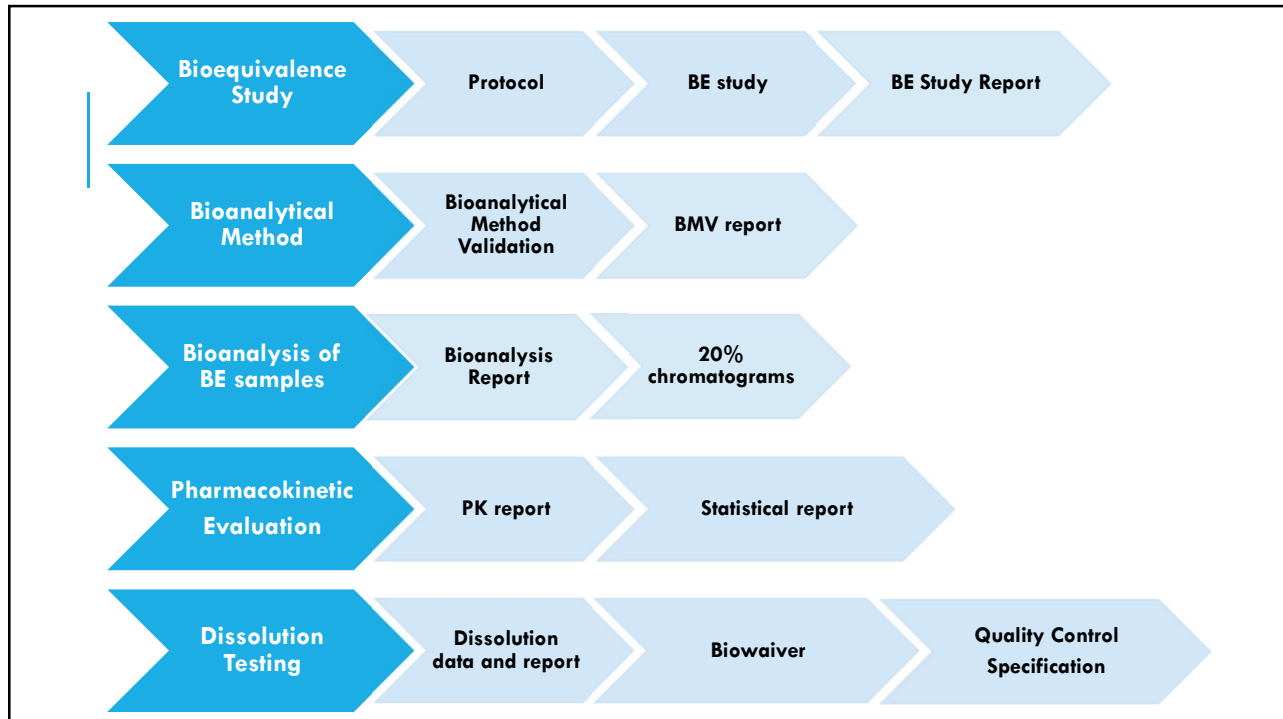 Bioequivalence
Study
Protocol
BE study
BE Study Report
Bioanalytical
Method
Bioanalytical
Method
Validation
BMV report
Bioanalysis of
BE samples
Bioanalysis
Report
20%
chromatograms
Pharmacokinetic
Evaluation
PK report
Statistical report
Dissolution
Testing
Dissolution
data and report
Biowaiver
Quality Control
Specification